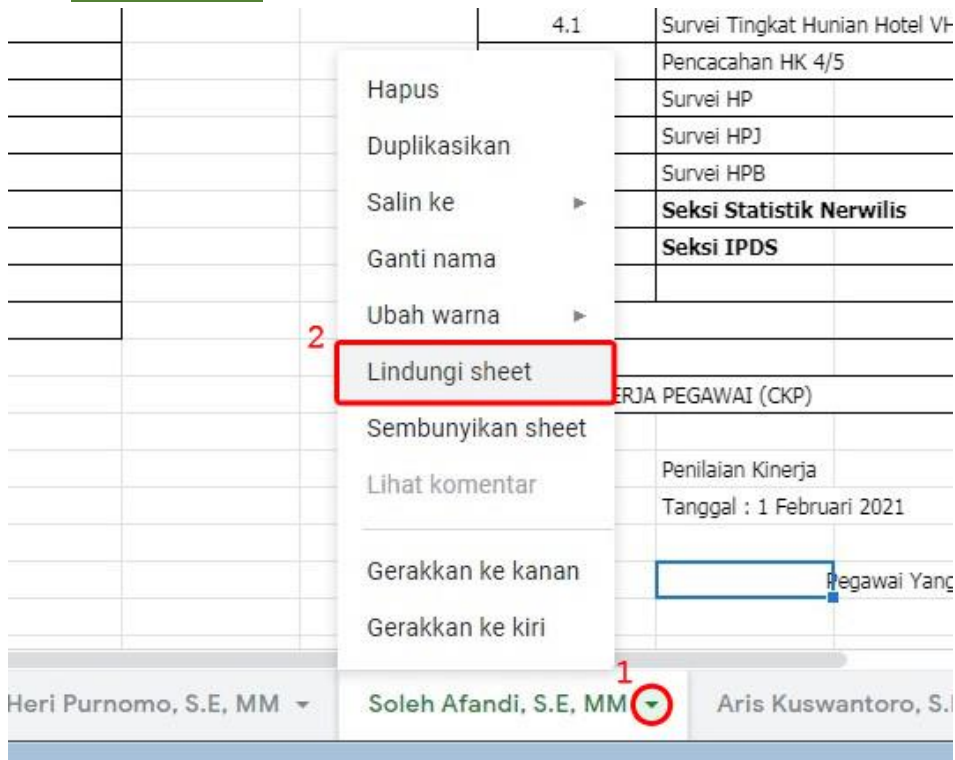 4.1 Survei Tingkat Hunian Hotel VH
Pencacahan HK 4/5
Survei HP
Survei HPJ
Survei HPB
Seksi Statistik Nerwilis
Seksi IPDS
Hapus
Duplikasikan
Salin ke
Ganti nama
Ubah warna
2
Lindungi sheet
Sembunyikan sheet
Lihat komentar
Gerakkan ke kanan
Gerakkan ke kiri
ERJA PEGAWAI (CKP)
Penilaian Kinerja
Tanggal : 1 Februari 2021
Pegawai Yang
1
Heri Purnomo, S.E, MM
Soleh Afandi, S.E, MM
Aris Kuswantoro, S.